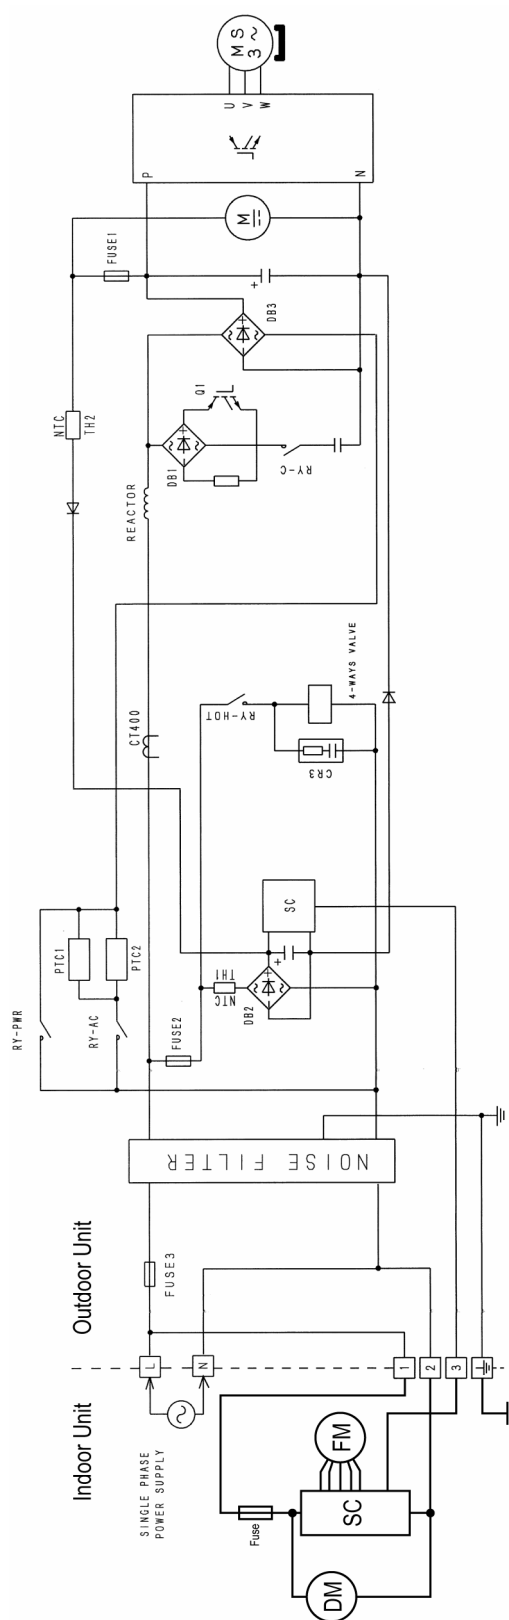 MS
3~
U V W
P
N
M
FUSE1
+
DB3
NTC
TH2
Q1
DB1
RY-C
REACTOR
4-WAYS VALVE
RY-HOT
CT400
CR3
SC
PTC1
PTC2
+
NTC
TH1
DB2
RY-PWR
RY-AC
FUSE2
NOISE FILTER
Outdoor Unit
FUSE3
L
N
1
2
3
Indoor Unit
SINGLE PHASE
POWER SUPPLY
FM
SC
Fuse
DM